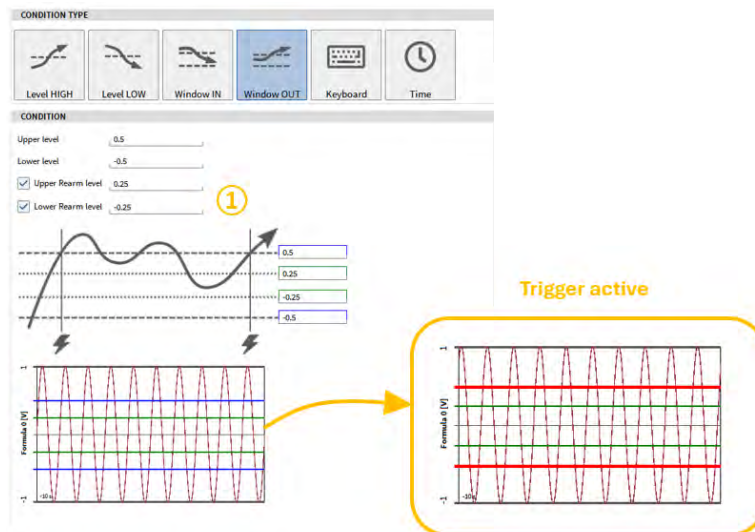 CONDITION TYPE
Level HIGH
Level LOW
Window IN
Window OUT
Keyboard
Time
CONDITION
Upper level 0.5
Lower level -0.5
Upper Rearm level 0.25
Lower Rearm level -0.25
①
0.5
0.25
-0.25
-0.5
Trigger active
1
Formula 0 [V]
-1
1
Formula 0 [V]
-1